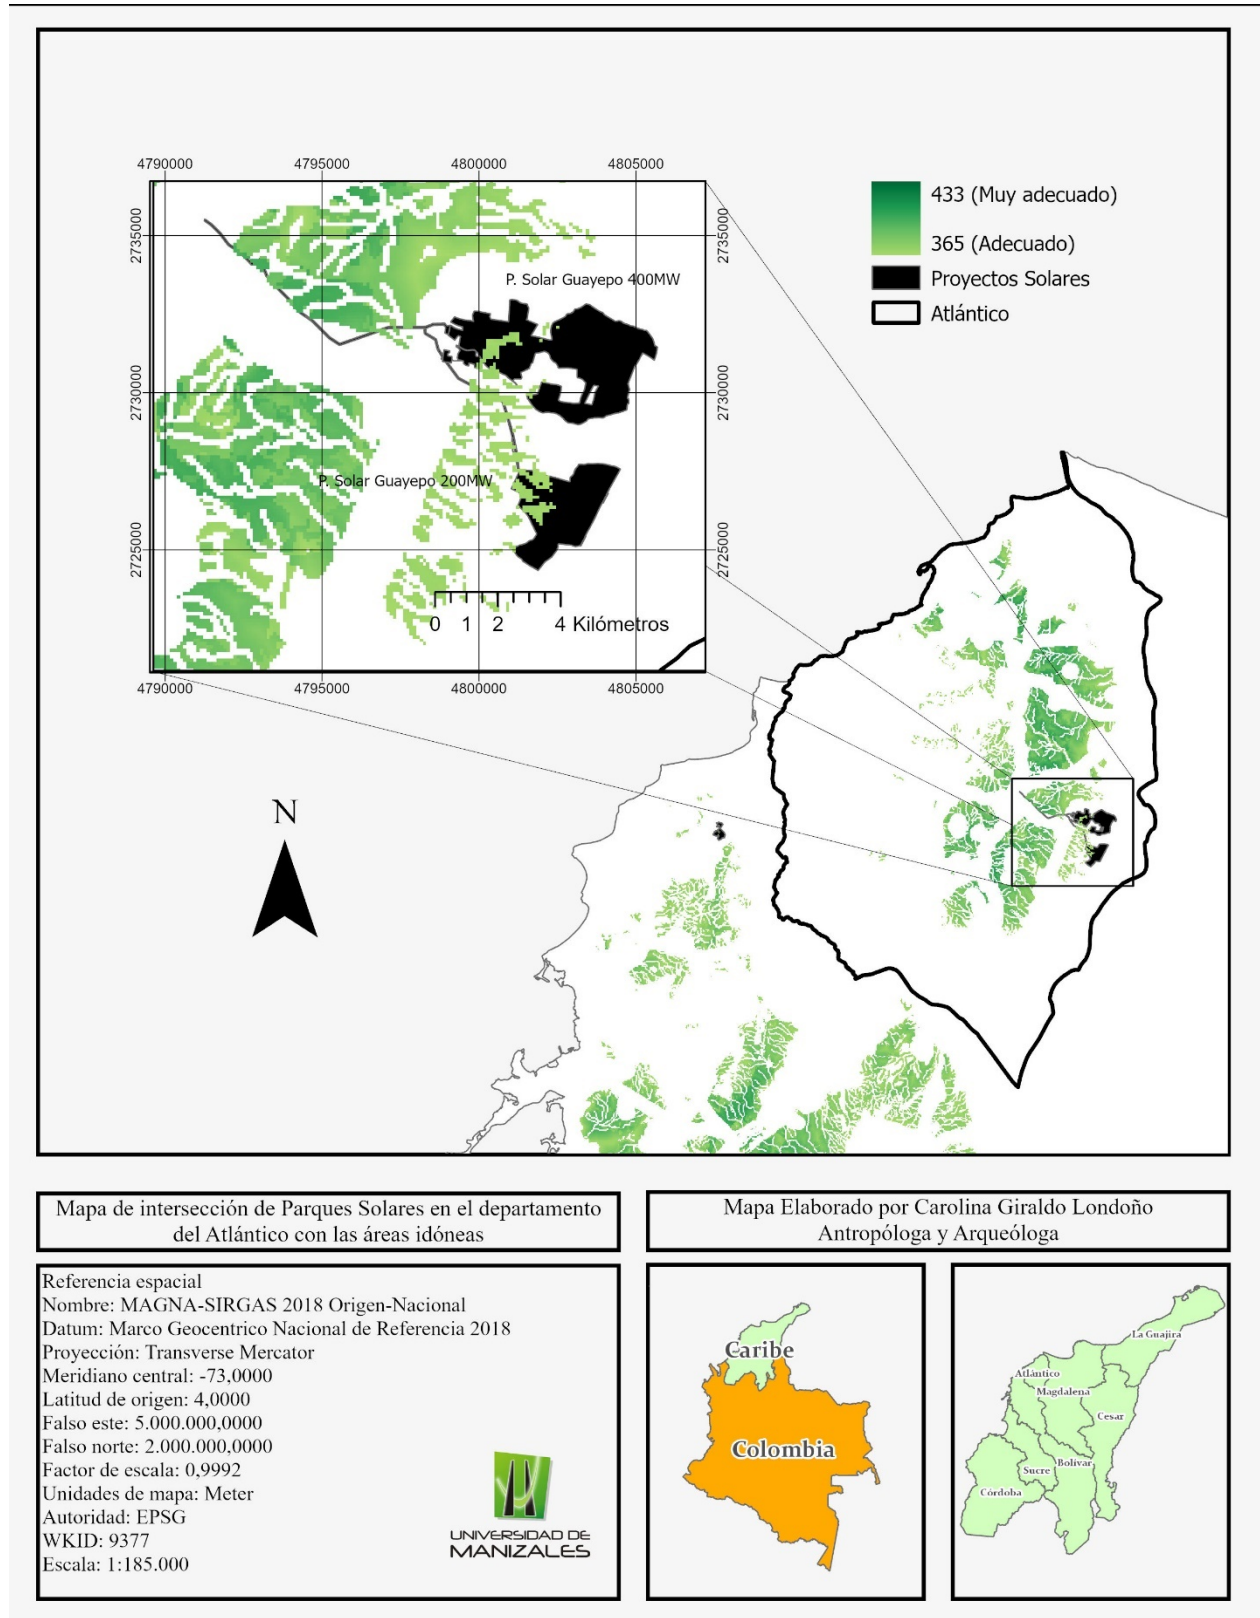 4790000 4795000 4800000 4805000
433 (Muy adecuado)
365 (Adecuado)
Proyectos Solares
Atlántico
2735000 2735000
P. Solar Guayepo 400MW
2730000 2730000
P. Solar Guayepo 200MW
2725000 2725000
0 1 2 4 Kilómetros
4790000 4795000 4800000 4805000
N
Mapa de intersección de Parques Solares en el departamento
del Atlántico con las áreas idóneas
Mapa Elaborado por Carolina Giraldo Londoño
Antropóloga y Arqueóloga
Referencia espacial
Nombre: MAGNA-SIRGAS 2018 Origen-Nacional
Datum: Marco Geocentrico Nacional de Referencia 2018
Proyección: Transverse Mercator
Meridiano central: -73,0000
Latitud de origen: 4,0000
Falso este: 5.000.000,0000
Falso norte: 2.000.000,0000
Factor de escala: 0,9992
Unidades de mapa: Meter
Autoridad: EPSG
WKID: 9377
Escala: 1:185.000
UNIVERSIDAD DE
MANIZALES
Caribe
Colombia
La Guajira
Atlántico
Magdalena
Cesar
Bolívar
Sucre
Córdoba